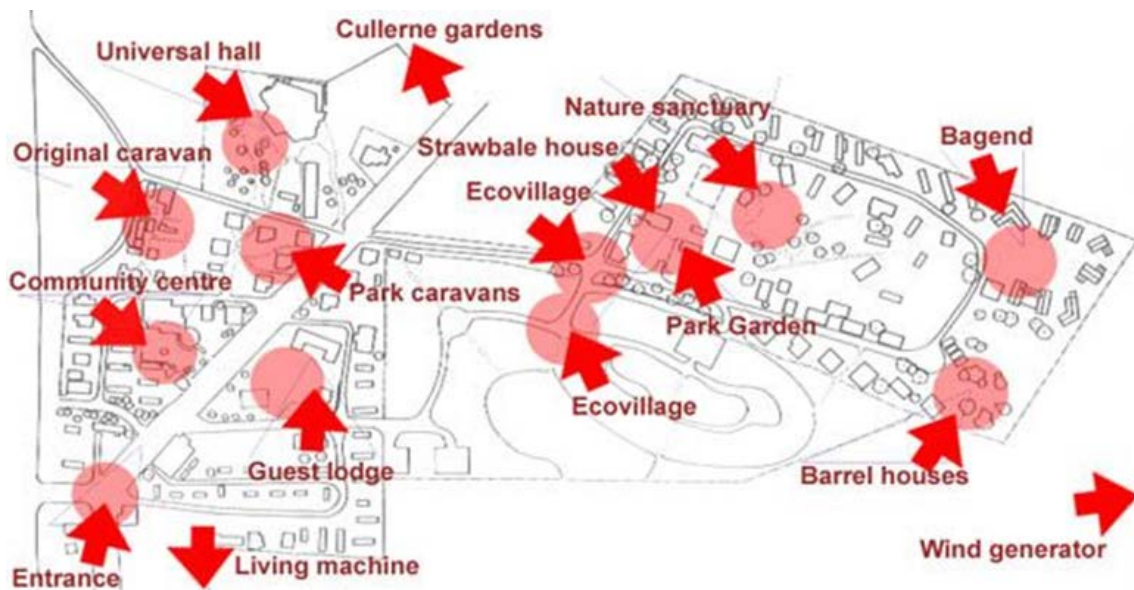 Cullerne gardens
Universal hall
Nature sanctuary
Original caravan
Strawbale house
Bagend
Ecovillage
Community centre
Park caravans
Park Garden
Ecovillage
Guest lodge
Barrel houses
Wind generator
Entrance
Living machine